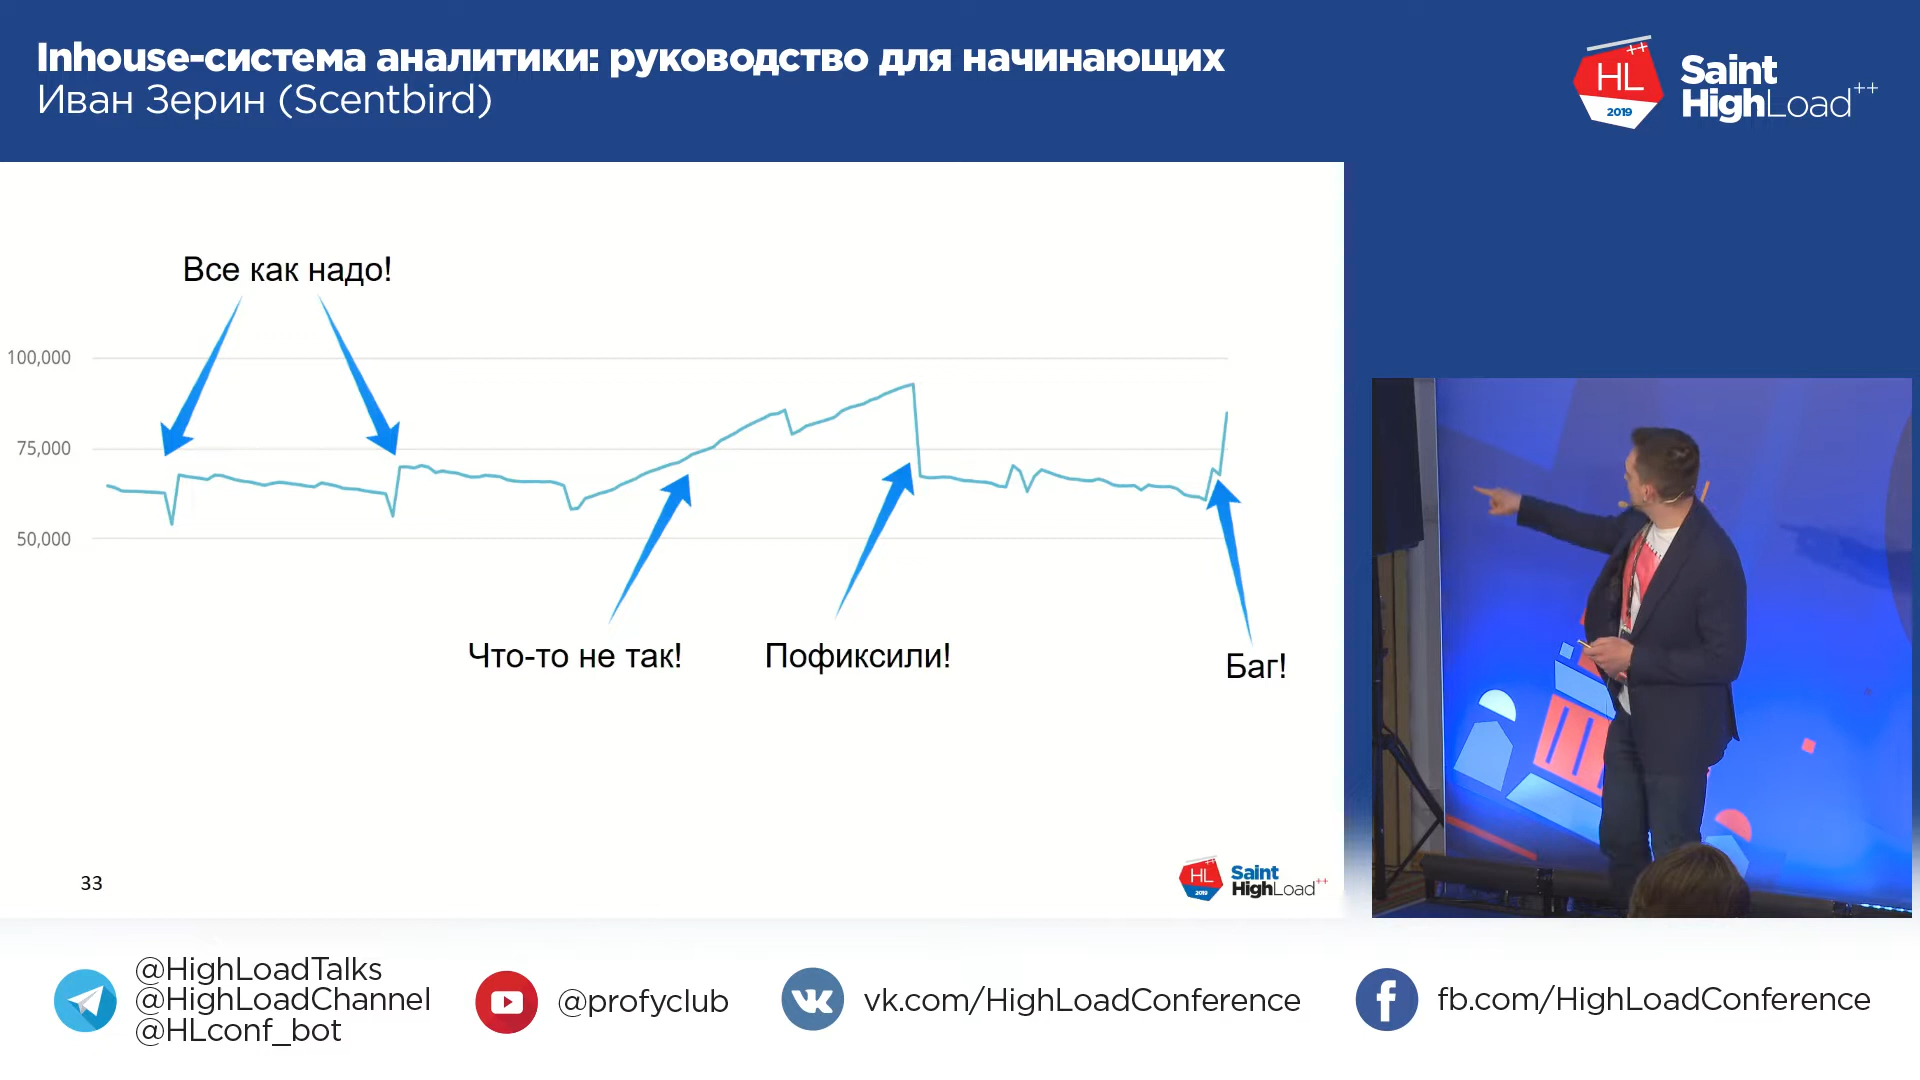 Inhouse-система аналитики: руководство для начинающих
Иван Зерин (Scentbird)
HL++
2019
Saint
HighLoad++
Все как надо!
100,000
75,000
50,000
Что-то не так!
Пофиксили!
Баг!
33
HL++
2019
Saint
HighLoad++
@HighLoadTalks
@HighLoadChannel
@HLconf_bot
@profyclub
vk.com/HighLoadConference
fb.com/HighLoadConference